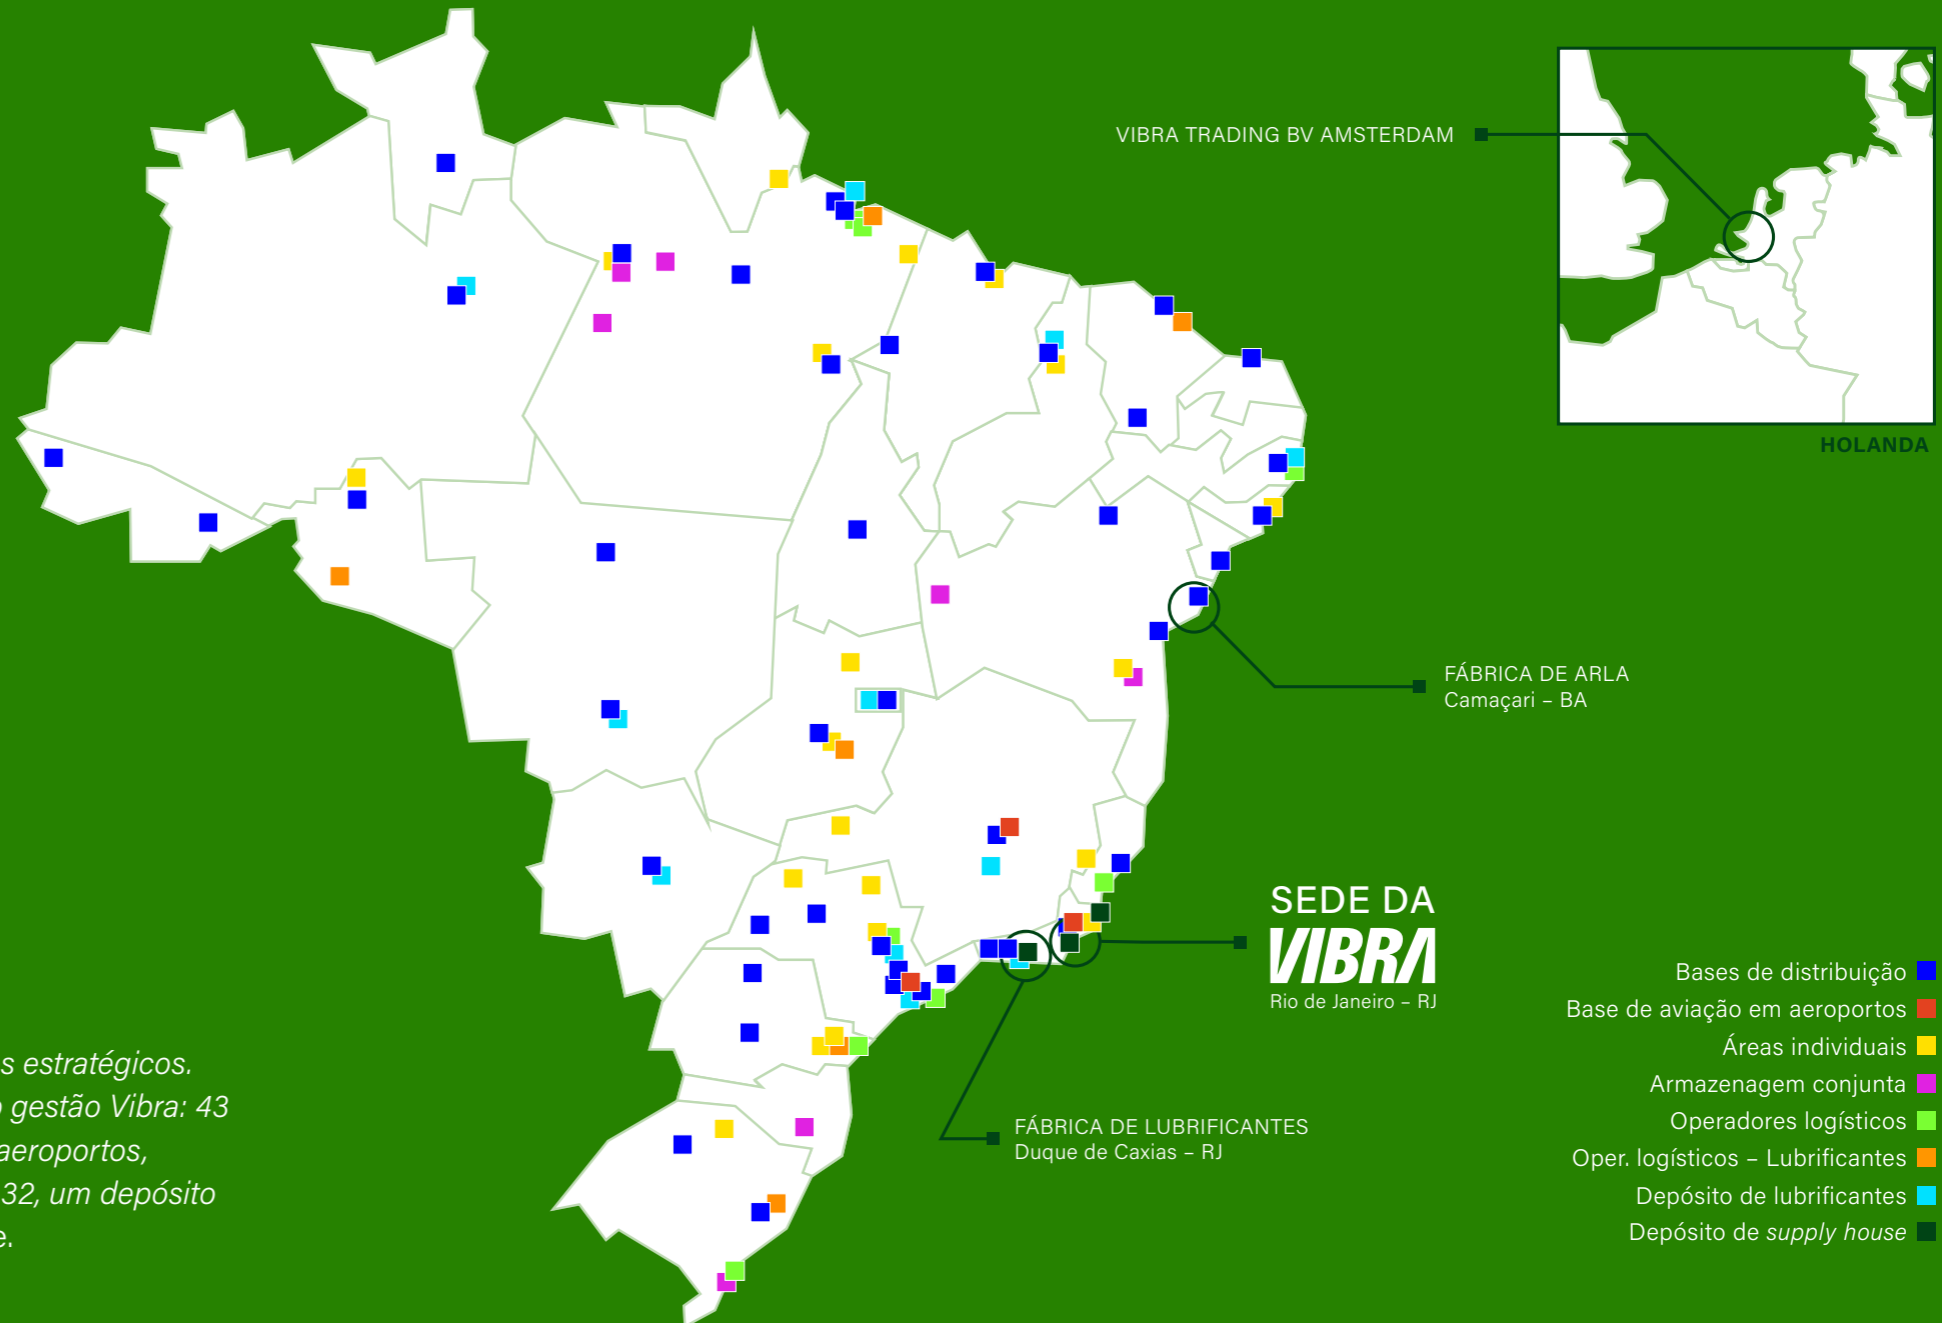 VIBRA TRADING BV AMSTERDAM
HOLANDA
FÁBRICA DE ARLA
Camaçari – BA
SEDE DA
VIBRA
Rio de Janeiro – RJ
FÁBRICA DE LUBRIFICANTES
Duque de Caxias – RJ
s estratégicos.
gestão Vibra: 43
aeroportos,
32, um depósito
e.
Bases de distribuição
Base de aviação em aeroportos
Áreas individuais
Armazenagem conjunta
Operadores logísticos
Oper. logísticos – Lubrificantes
Depósito de lubrificantes
Depósito de supply house